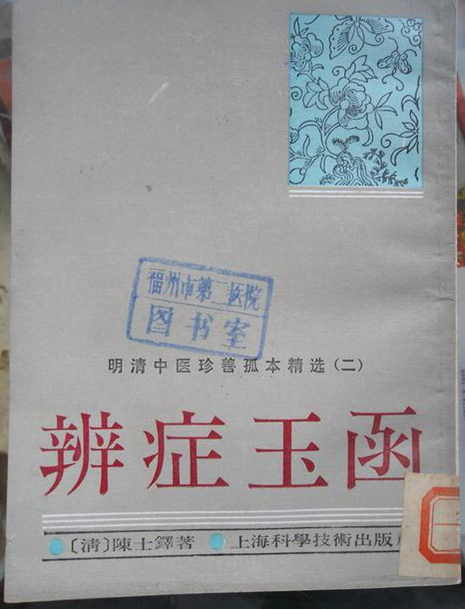 福州市第二医院
图书室
明清中医珍善孤本精选(二)
辨症玉函
〔清〕陳士鐸著 上海科學技術出版